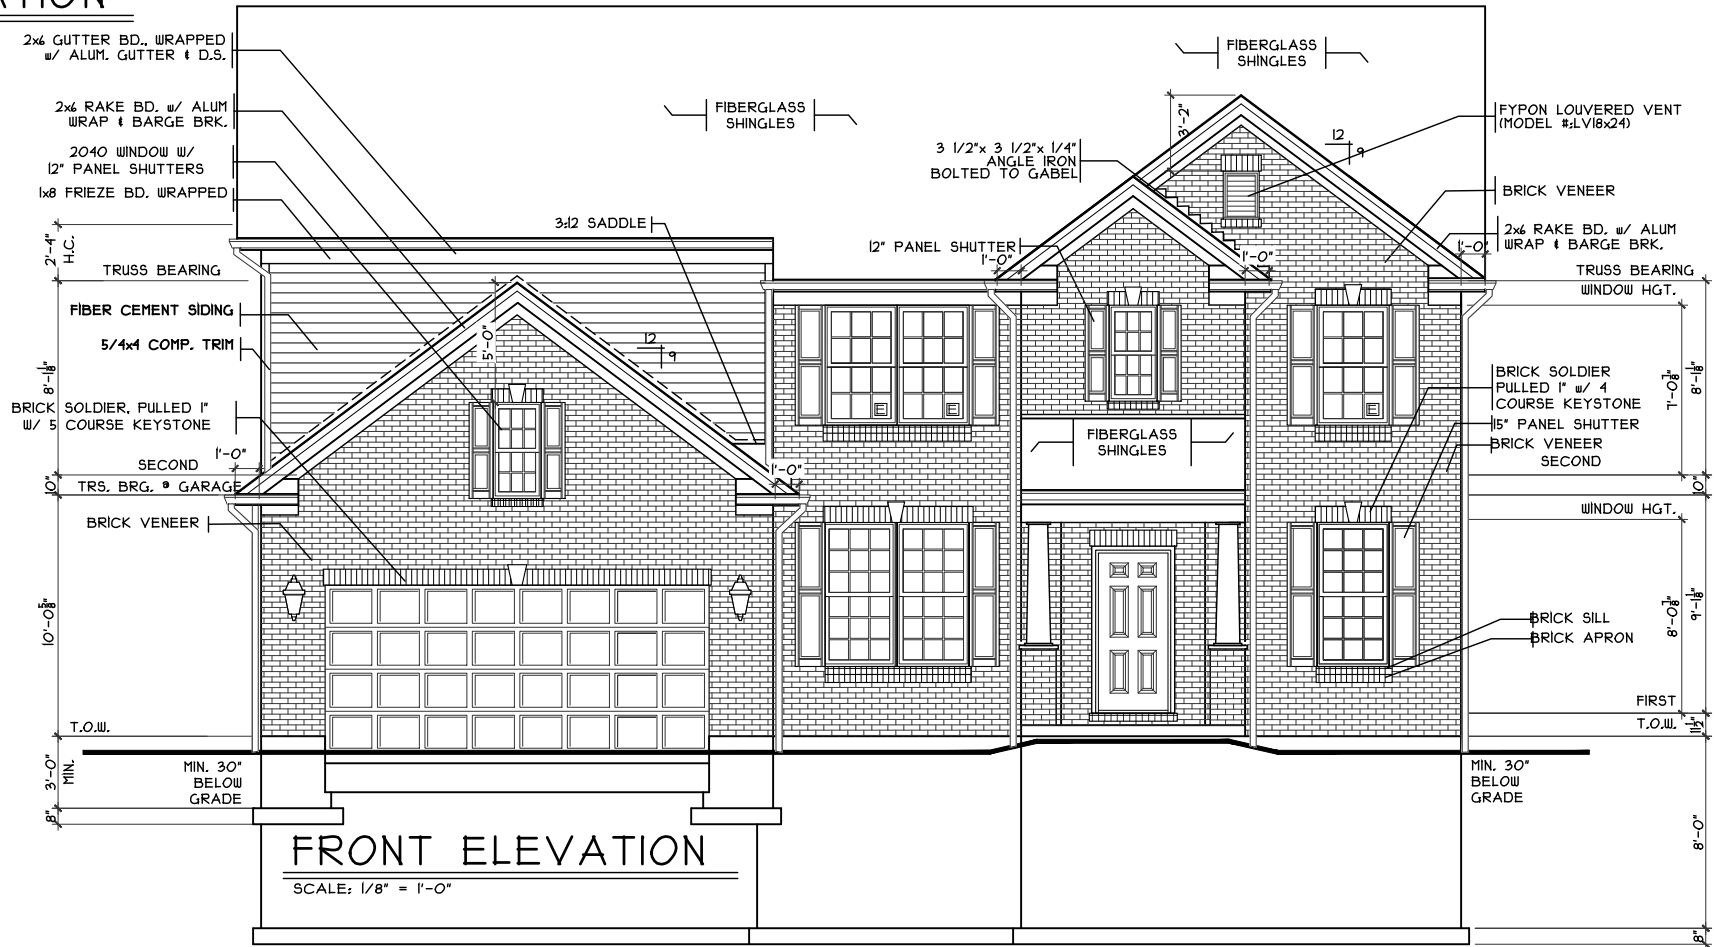 2x6 GUTTER BD., WRAPPED
w/ ALUM. GUTTER & D.S.
2x6 RAKE BD. w/ ALUM
WRAP & BARGE BRK.
2040 WINDOW W/
12" PANEL SHUTTERS
1x8 FRIEZE BD. WRAPPED
2'-4"
H.C.
TRUSS BEARING
FIBER CEMENT SIDING
5/4x4 COMP. TRIM
8'-1 1/8"
BRICK SOLDIER, PULLED 1"
W/ 5 COURSE KEYSTONE
1'-0"
SECOND
10"
TRS. BRG. @ GARAGE
BRICK VENEER
10'-0 5/8"
T.O.W.
3'-0"
MIN.
8"
MIN. 30"
BELOW
GRADE
FIBERGLASS
SHINGLES
3:12 SADDLE
5'-0"
12
9
1'-0"
FIBERGLASS
SHINGLES
3'-2"
12
9
3 1/2"x 3 1/2"x 1/4"
ANGLE IRON
BOLTED TO GABEL
12" PANEL SHUTTER
1'-0"
1'-0"
E
E
E
FIBERGLASS
SHINGLES
FYPON LOUVERED VENT
(MODEL #:LV18x24)
BRICK VENEER
2x6 RAKE BD. w/ ALUM
WRAP & BARGE BRK.
1'-0"
TRUSS BEARING
WINDOW HGT.
7'-0 1/8"
8'-1 1/8"
BRICK SOLDIER
PULLED 1" w/ 4
COURSE KEYSTONE
15" PANEL SHUTTER
BRICK VENEER
SECOND
10"
WINDOW HGT.
8'-0 1/8"
9'-1 1/8"
BRICK SILL
BRICK APRON
FIRST
T.O.W.
11 1/2"
MIN. 30"
BELOW
GRADE
8'-0"
8"
FRONT ELEVATION
SCALE: 1/8" = 1'-0"